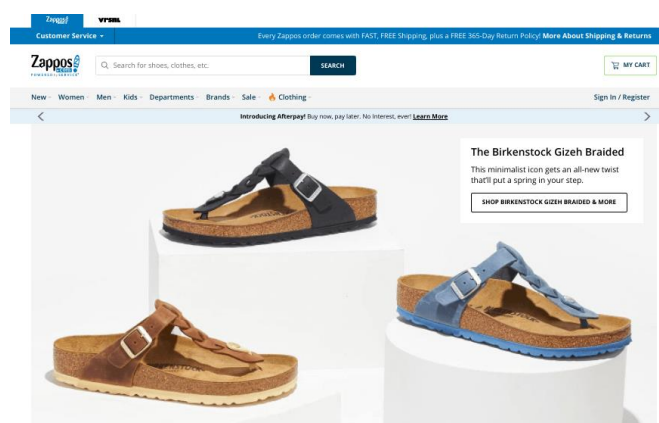 Zappos
VRSNL
Customer Service
Every Zappos order comes with FAST, FREE Shipping, plus a FREE 365-Day Return Policy! More About Shipping & Returns
Zappos
.com
POWERED by SERVICE
Search for shoes, clothes, etc.
SEARCH
MY CART
New Women Men Kids Departments Brands Sale Clothing
Sign In / Register
Introducing Afterpay! Buy now, pay later. No Interest, ever! Learn More
The Birkenstock Gizeh Braided
This minimalist icon gets an all-new twist
that'll put a spring in your step.
SHOP BIRKENSTOCK GIZEH BRAIDED & MORE